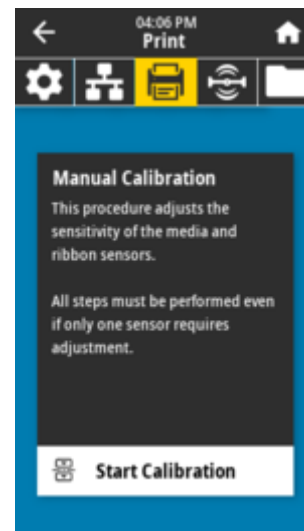 04:06 PM
Print
Manual Calibration
This procedure adjusts the
sensitivity of the media and
ribbon sensors.
All steps must be performed even
if only one sensor requires
adjustment.
Start Calibration